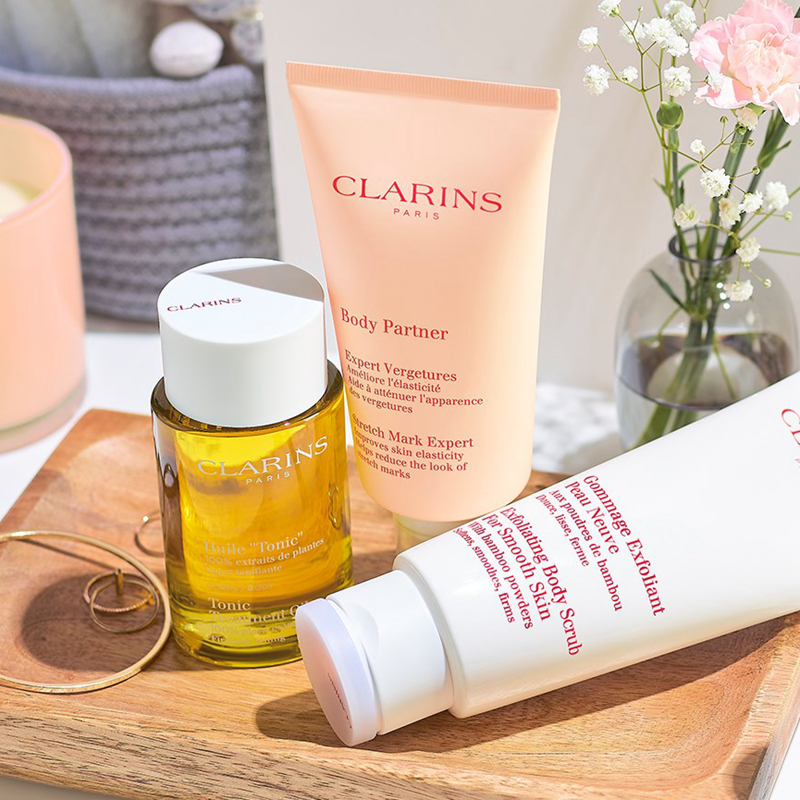 CLARINS
PARIS
Body Partner
Expert Vergetures
Améliore l'élasticité
Aide à atténuer l'apparence
des vergetures
Stretch Mark Expert
Improves skin elasticity
Helps reduce the look of
stretch marks
CLARINS
CLARINS
PARIS
Huile "Tonic"
100% extraits de plantes
Tonic
Treatment
Gommage Exfoliant
Peau Neuve
Aux poudres de bambou
Douce, lisse, ferme
Exfoliating Body Scrub
For Smooth Skin
With bamboo powders
Softens, smoothes, firms